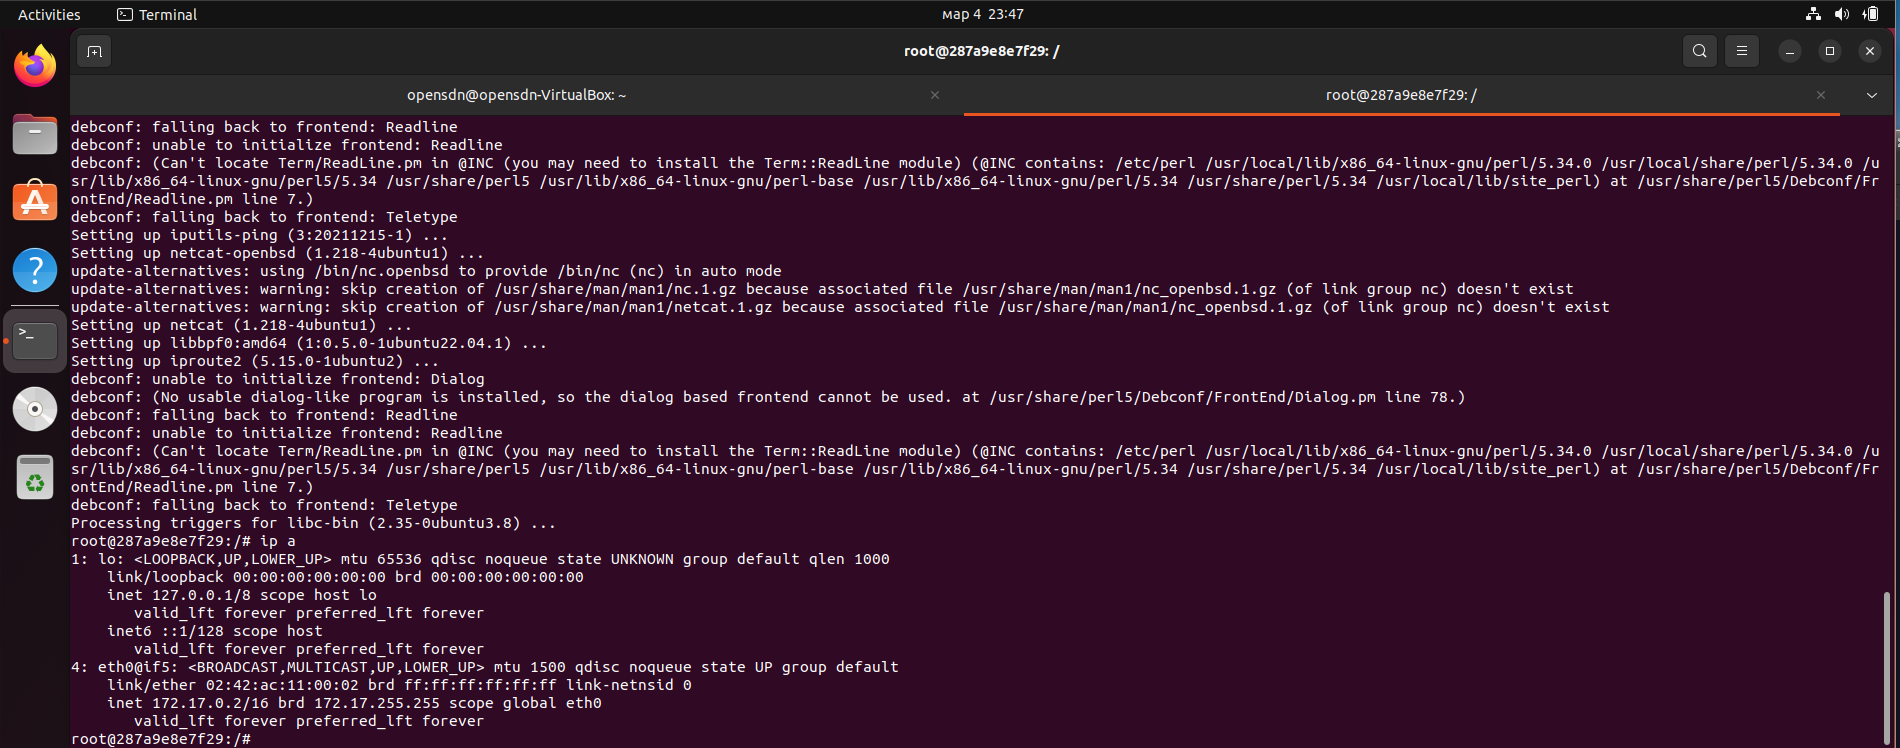 Activities
Terminal
мар 4 23:47
root@287a9e8e7f29: /
opensdn@opensdn-VirtualBox: ~
root@287a9e8e7f29: /
debconf: falling back to frontend: Readline
debconf: unable to initialize frontend: Readline
debconf: (Can't locate Term/ReadLine.pm in @INC (you may need to install the Term::ReadLine module) (@INC contains: /etc/perl /usr/local/lib/x86_64-linux-gnu/perl/5.34.0 /usr/local/share/perl/5.34.0 /u
sr/lib/x86_64-linux-gnu/perl5/5.34 /usr/share/perl5 /usr/lib/x86_64-linux-gnu/perl-base /usr/lib/x86_64-linux-gnu/perl/5.34 /usr/share/perl/5.34 /usr/local/lib/site_perl) at /usr/share/perl5/Debconf/Fr
ontEnd/Readline.pm line 7.)
debconf: falling back to frontend: Teletype
Setting up iputils-ping (3:20211215-1) ...
Setting up netcat-openbsd (1.218-4ubuntu1) ...
update-alternatives: using /bin/nc.openbsd to provide /bin/nc (nc) in auto mode
update-alternatives: warning: skip creation of /usr/share/man/man1/nc.1.gz because associated file /usr/share/man/man1/nc_openbsd.1.gz (of link group nc) doesn't exist
update-alternatives: warning: skip creation of /usr/share/man/man1/netcat.1.gz because associated file /usr/share/man/man1/nc_openbsd.1.gz (of link group nc) doesn't exist
Setting up netcat (1.218-4ubuntu1) ...
Setting up libbpf0:amd64 (1:0.5.0-1ubuntu22.04.1) ...
Setting up iproute2 (5.15.0-1ubuntu2) ...
debconf: unable to initialize frontend: Dialog
debconf: (No usable dialog-like program is installed, so the dialog based frontend cannot be used. at /usr/share/perl5/Debconf/FrontEnd/Dialog.pm line 78.)
debconf: falling back to frontend: Readline
debconf: unable to initialize frontend: Readline
debconf: (Can't locate Term/ReadLine.pm in @INC (you may need to install the Term::ReadLine module) (@INC contains: /etc/perl /usr/local/lib/x86_64-linux-gnu/perl/5.34.0 /usr/local/share/perl/5.34.0 /u
sr/lib/x86_64-linux-gnu/perl5/5.34 /usr/share/perl5 /usr/lib/x86_64-linux-gnu/perl-base /usr/lib/x86_64-linux-gnu/perl/5.34 /usr/share/perl/5.34 /usr/local/lib/site_perl) at /usr/share/perl5/Debconf/Fr
ontEnd/Readline.pm line 7.)
debconf: falling back to frontend: Teletype
Processing triggers for libc-bin (2.35-0ubuntu3.8) ...
root@287a9e8e7f29:/# ip a
1: lo: <LOOPBACK,UP,LOWER_UP> mtu 65536 qdisc noqueue state UNKNOWN group default qlen 1000
    link/loopback 00:00:00:00:00:00 brd 00:00:00:00:00:00
    inet 127.0.0.1/8 scope host lo
       valid_lft forever preferred_lft forever
    inet6 ::1/128 scope host
       valid_lft forever preferred_lft forever
4: eth0@if5: <BROADCAST,MULTICAST,UP,LOWER_UP> mtu 1500 qdisc noqueue state UP group default
    link/ether 02:42:ac:11:00:02 brd ff:ff:ff:ff:ff:ff link-netnsid 0
    inet 172.17.0.2/16 brd 172.17.255.255 scope global eth0
       valid_lft forever preferred_lft forever
root@287a9e8e7f29:/#